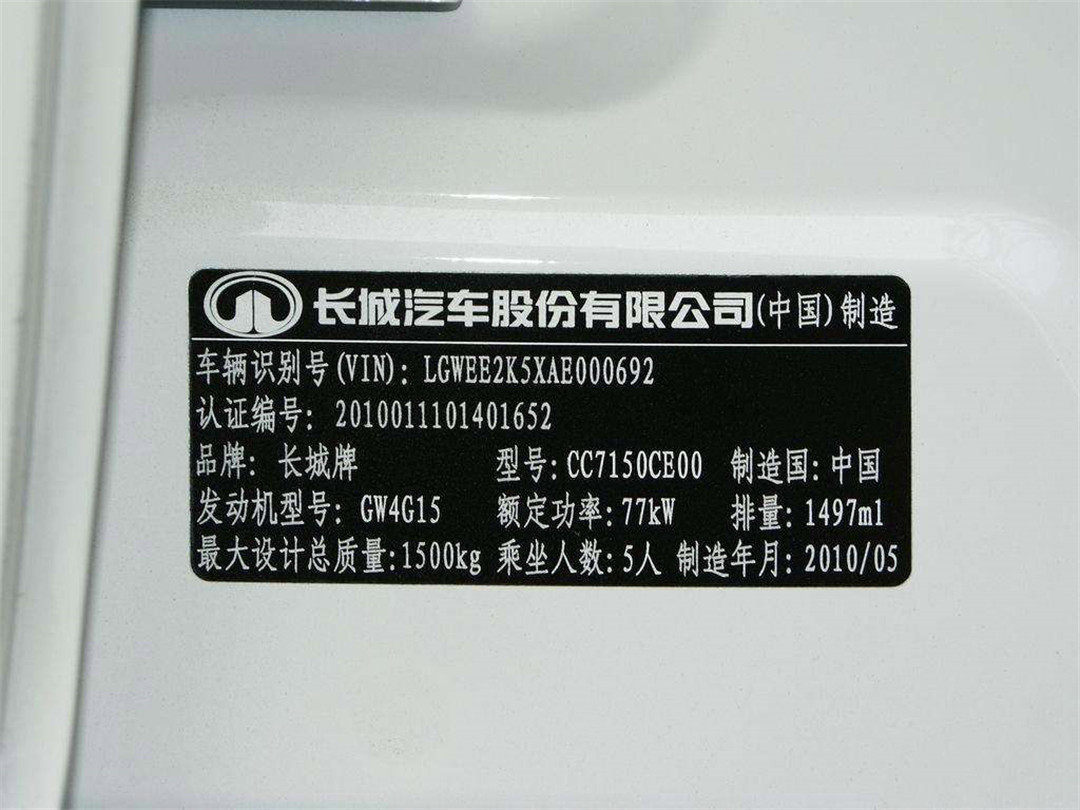 长城汽车股份有限公司(中国)制造
车辆识别号(VIN): LGWEE2K5XAE000692
认证编号: 2010011101401652
品牌: 长城牌 型号: CC7150CE00 制造国: 中国
发动机型号: GW4G15 额定功率: 77kW 排量: 1497ml
最大设计总质量: 1500kg 乘坐人数: 5人 制造年月: 2010/05